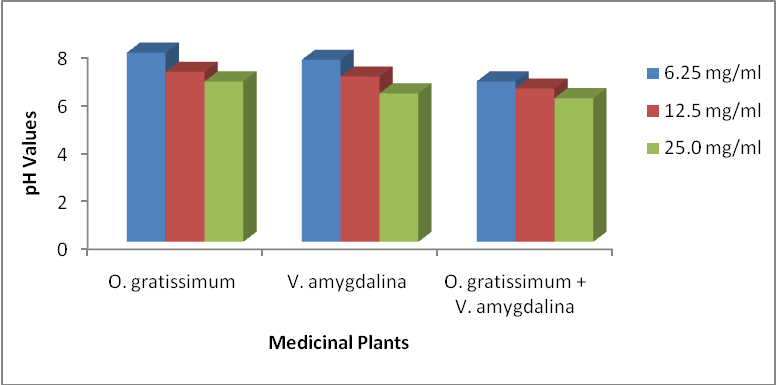 8
6
4
2
0
pH Values
O. gratissimum
V. amygdalina
O. gratissimum +
V. amygdalina
Medicinal Plants
6.25 mg/ml
12.5 mg/ml
25.0 mg/ml